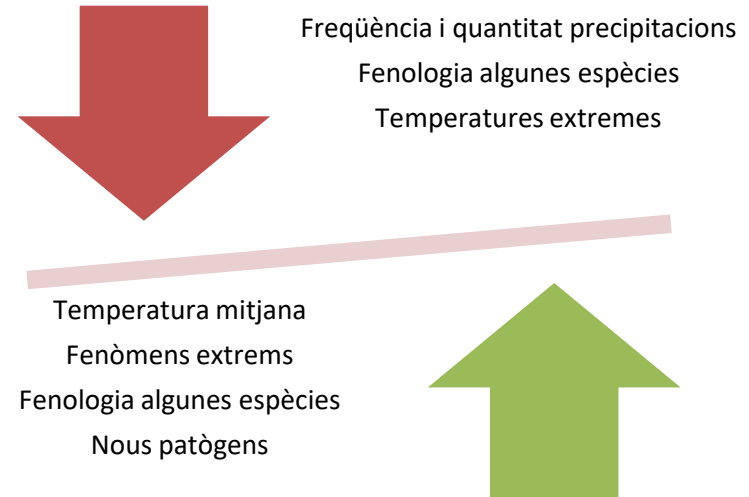 Freqüència i quantitat precipitacions
Fenologia algunes espècies
Temperatures extremes
Temperatura mitjana
Fenòmens extrems
Fenologia algunes espècies
Nous patògens